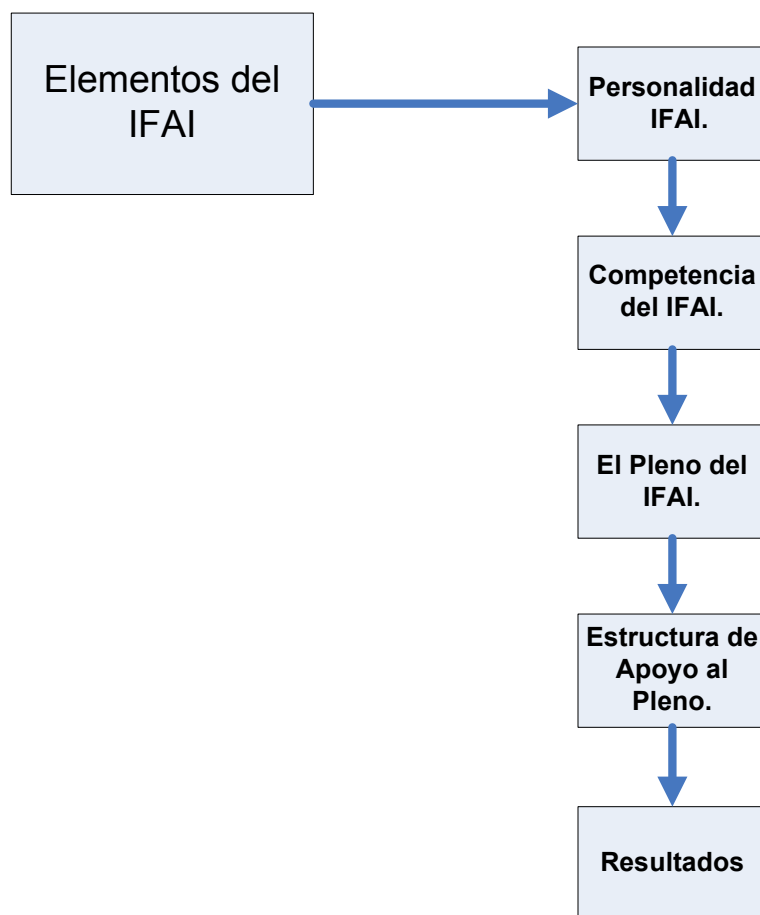 Elementos del
IFAI
Personalidad
IFAI.
Competencia
del IFAI.
El Pleno del
IFAI.
Estructura de
Apoyo al
Pleno.
Resultados